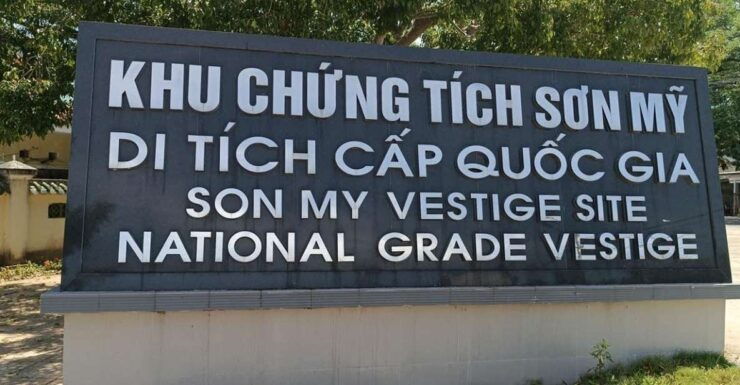 KHU CHỨNG TÍCH SƠN MỸ
DI TÍCH CẤP QUỐC GIA
SON MY VESTIGE SITE
NATIONAL GRADE VESTIGE